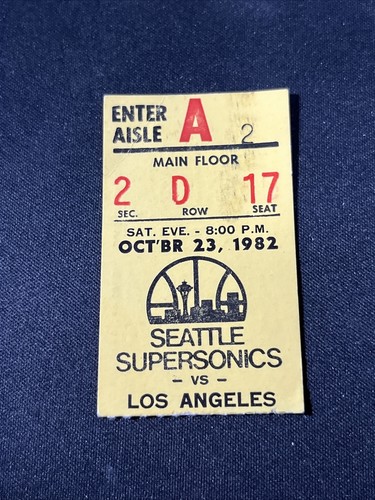 ENTER
AISLE A 2
MAIN FLOOR
2 D 17
SEC. ROW SEAT
SAT. EVE. - 8:00 P.M.
OCT'BR 23, 1982
SEATTLE
SUPERSONICS
- VS -
LOS ANGELES